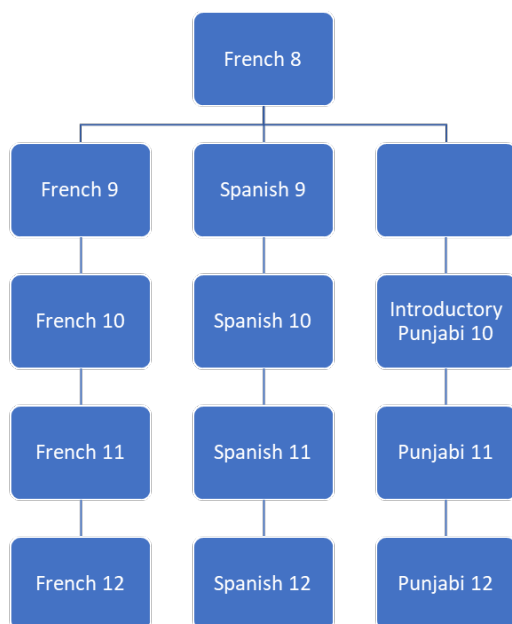 French 8
French 9
Spanish 9
French 10
Spanish 10
Introductory
Punjabi 10
French 11
Spanish 11
Punjabi 11
French 12
Spanish 12
Punjabi 12